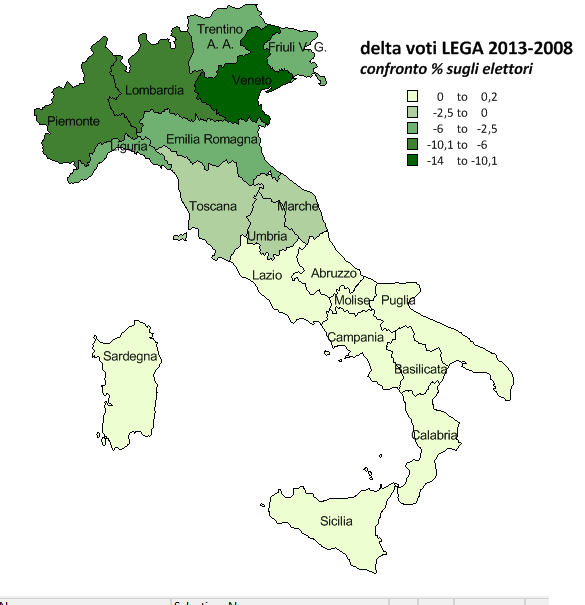 delta voti LEGA 2013-2008
confronto % sugli elettori
0 to 0,2
-2,5 to 0
-6 to -2,5
-10,1 to -6
-14 to -10,1
Trentino
A. A.
Friuli V. G.
Veneto
Lombardia
Piemonte
Liguria
Emilia Romagna
Toscana
Marche
Umbria
Lazio
Abruzzo
Molise
Puglia
Campania
Basilicata
Sardegna
Calabria
Sicilia